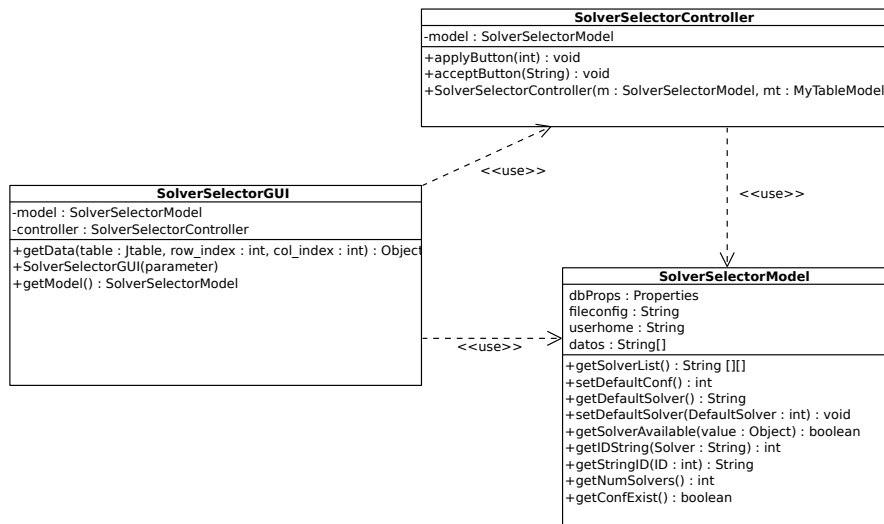 SolverSelectorController
-model : SolverSelectorModel
+applyButton(int) : void
+acceptButton(String) : void
+SolverSelectorController(m : SolverSelectorModel, mt : MyTableModel
<<use>>
<<use>>
SolverSelectorGUI
-model : SolverSelectorModel
-controller : SolverSelectorController
+getData(table : Jtable, row_index : int, col_index : int) : Object
+SolverSelectorGUI(parameter)
+getModel() : SolverSelectorModel
<<use>>
SolverSelectorModel
dbProps : Properties
fileconfig : String
userhome : String
datos : String[]
+getSolverList() : String [][]
+setDefaultConf() : int
+getDefaultSolver() : String
+setDefaultSolver(DefaultSolver : int) : void
+getSolverAvailable(value : Object) : boolean
+getIDString(Solver : String) : int
+getStringID(ID : int) : String
+getNumSolvers() : int
+getConfExist() : boolean